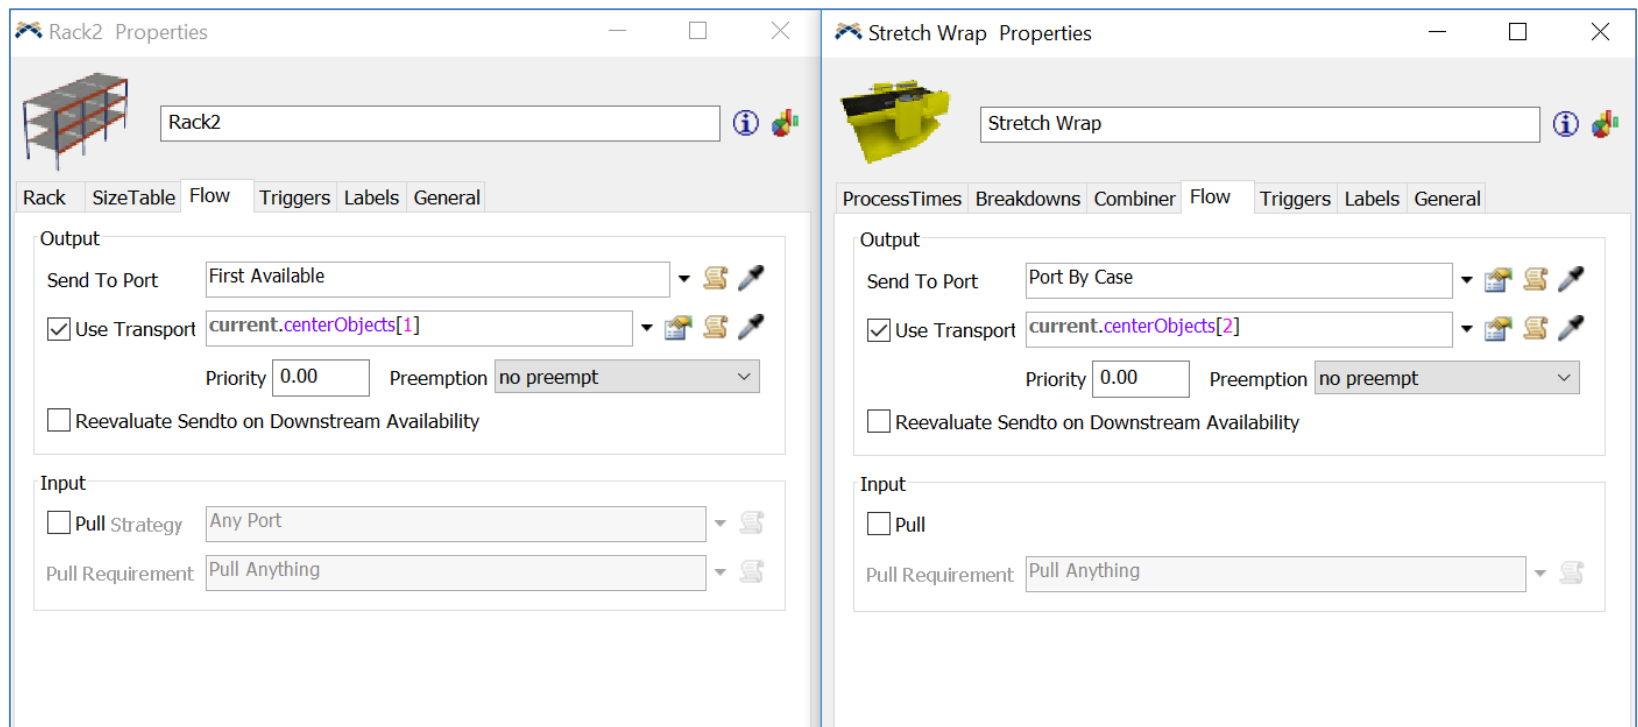 Rack2 Properties
Rack2
Rack SizeTable Flow Triggers Labels General
Output
Send To Port First Available
Use Transport current.centerObjects[1]
Priority 0.00 Preemption no preempt
Reevaluate Sendto on Downstream Availability
Input
Pull Strategy Any Port
Pull Requirement Pull Anything
Stretch Wrap Properties
Stretch Wrap
ProcessTimes Breakdowns Combiner Flow Triggers Labels General
Output
Send To Port Port By Case
Use Transport current.centerObjects[2]
Priority 0.00 Preemption no preempt
Reevaluate Sendto on Downstream Availability
Input
Pull
Pull Requirement Pull Anything